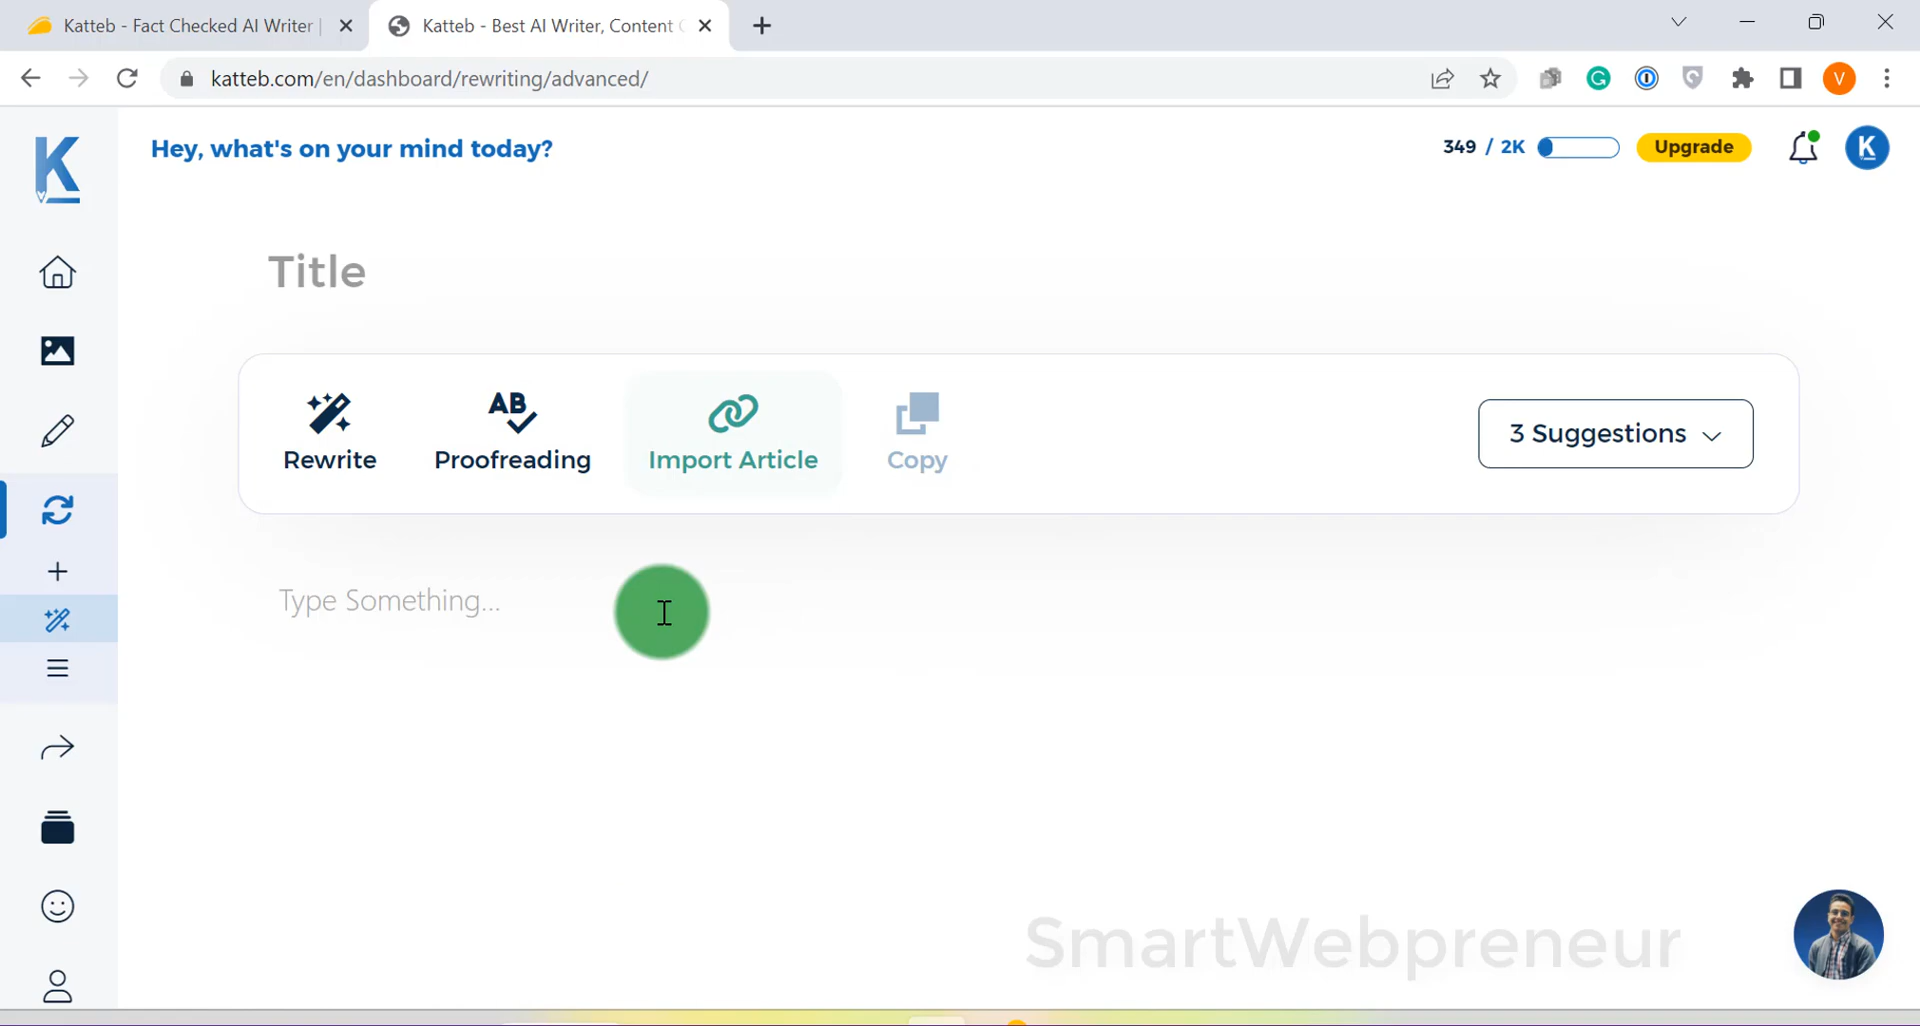 Katteb - Fact Checked AI Writer |
Katteb - Best AI Writer, Content
katteb.com/en/dashboard/rewriting/advanced/
V
K
Hey, what's on your mind today?
349 / 2K
Upgrade
K
Title
Rewrite
AB
Proofreading
Import Article
Copy
3 Suggestions
Type Something...
SmartWebpreneur